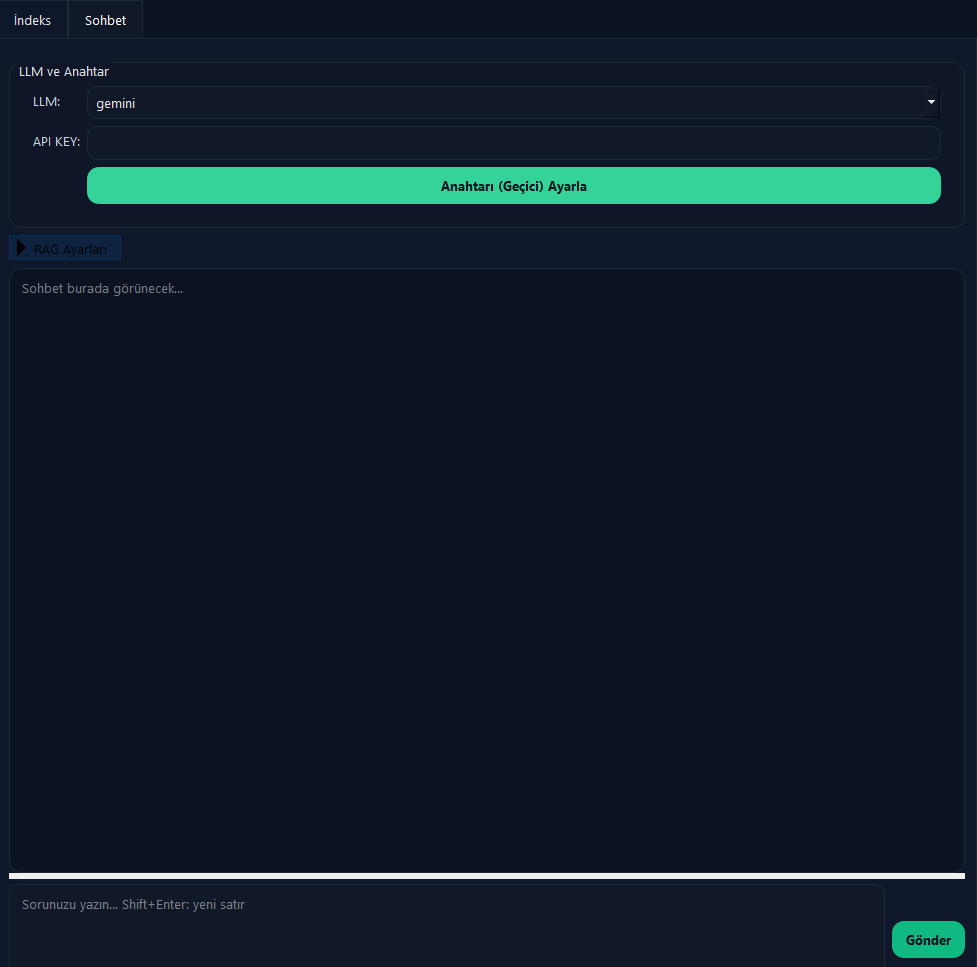 İndeks
Sohbet
LLM ve Anahtar
LLM:
gemini
API KEY:
Anahtarı (Geçici) Ayarla
RAG Ayarları
Sohbet burada görünecek...
Sorunuzu yazın... Shift+Enter: yeni satır
Gönder